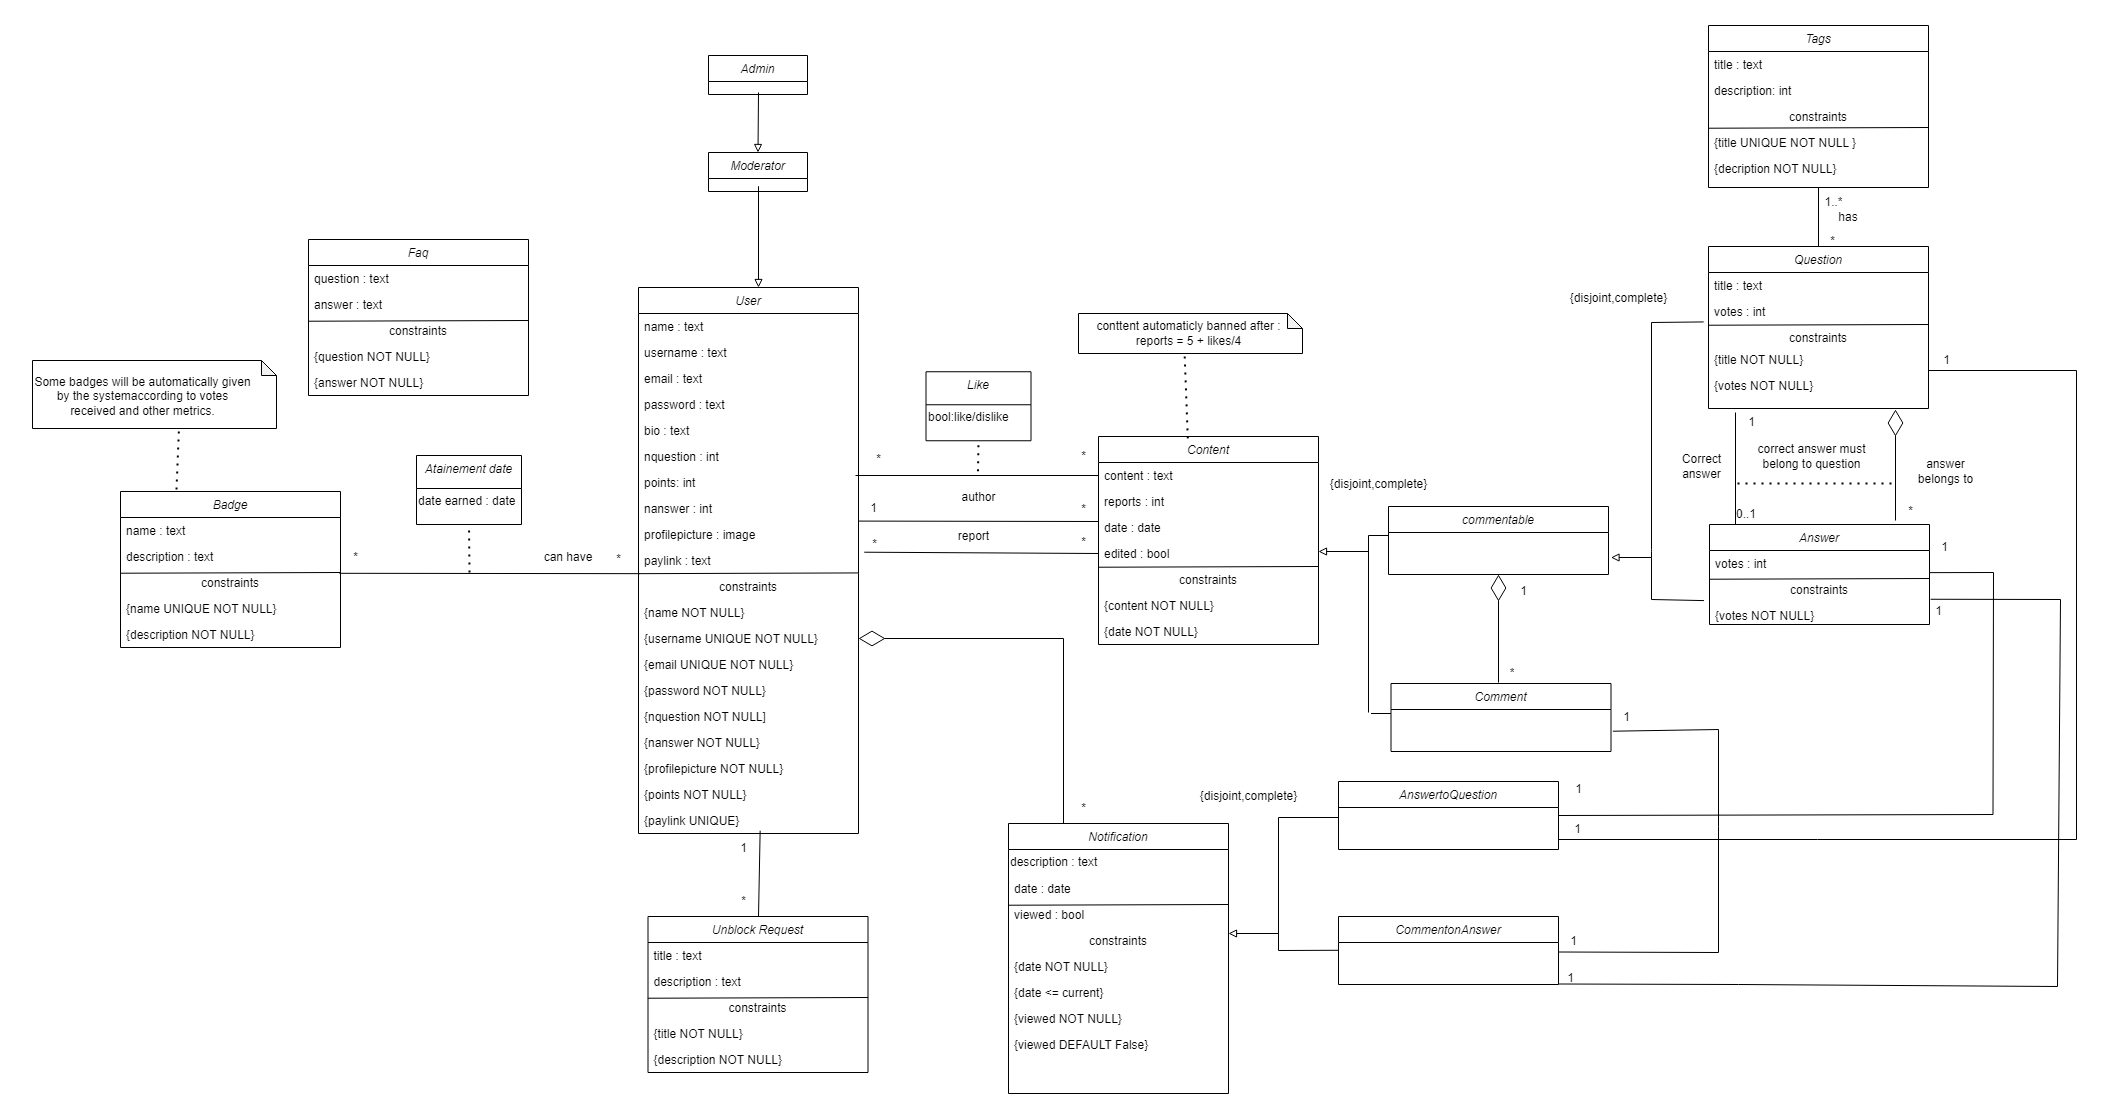 Admin
Moderator
Faq
question : text
answer : text
constraints
{question NOT NULL}
{answer NOT NULL}
Some badges will be automatically given
by the systemaccording to votes
received and other metrics.
Badge
name : text
description : text
constraints
{name UNIQUE NOT NULL}
{description NOT NULL}
Atainement date
date earned : date
*
can have
*
User
name : text
username : text
email : text
password : text
bio : text
nquestion : int
points: int
nanswer : int
profilepicture : image
paylink : text
constraints
{name NOT NULL}
{username UNIQUE NOT NULL}
{email UNIQUE NOT NULL}
{password NOT NULL}
{nquestion NOT NULL]
{nanswer NOT NULL}
{profilepicture NOT NULL}
{points NOT NULL}
{paylink UNIQUE}
1
*
Unblock Request
title : text
description : text
constraints
{title NOT NULL}
{description NOT NULL}
Like
bool:like/dislike
*
*
author
1
*
report
*
*
conttent automaticly banned after :
reports = 5 + likes/4
Content
content : text
reports : int
date : date
edited : bool
constraints
{content NOT NULL}
{date NOT NULL}
{disjoint,complete}
commentable
1
*
Comment
1
{disjoint,complete}
Tags
title : text
description: int
constraints
{title UNIQUE NOT NULL }
{decription NOT NULL}
1..*
has
*
Question
title : text
votes : int
constraints
{title NOT NULL}
{votes NOT NULL}
1
1
Correct
answer
correct answer must
belong to question
answer
belongs to
0..1
*
Answer
votes : int
constraints
{votes NOT NULL}
1
1
*
Notification
description : text
date : date
viewed : bool
constraints
{date NOT NULL}
{date <= current}
{viewed NOT NULL}
{viewed DEFAULT False}
{disjoint,complete}
AnswertoQuestion
1
1
CommentonAnswer
1
1